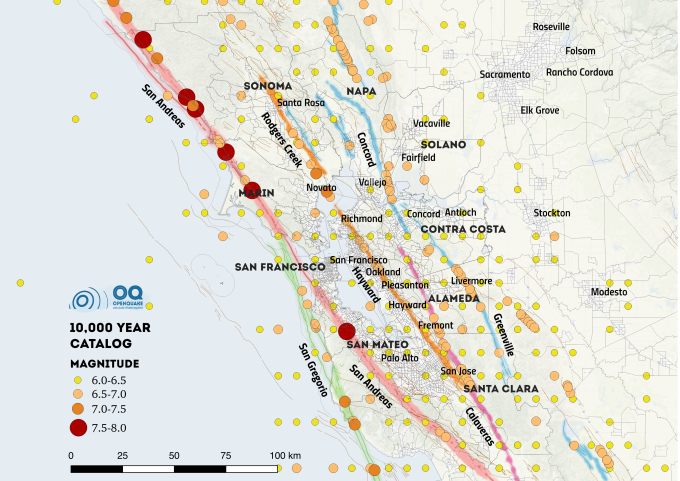 Roseville
Folsom
Sacramento
Rancho Cordova
SONOMA
NAPA
Santa Rosa
San Andreas
Elk Grove
Rodgers Creek
Concord
Vacaville
SOLANO
Fairfield
Vallejo
Novato
MARIN
Richmond
Concord
Antioch
Stockton
CONTRA COSTA
San Francisco
SAN FRANCISCO
Oakland
Hayward
Pleasanton
Livermore
Modesto
ALAMEDA
Hayward
Fremont
Greenville
OQ
OPENQUAKE
10,000 YEAR
CATALOG
MAGNITUDE
6.0-6.5
6.5-7.0
7.0-7.5
7.5-8.0
SAN MATEO
Palo Alto
San Jose
San Gregorio
San Andreas
SANTA CLARA
Calaveras
0
25
50
75
100 km